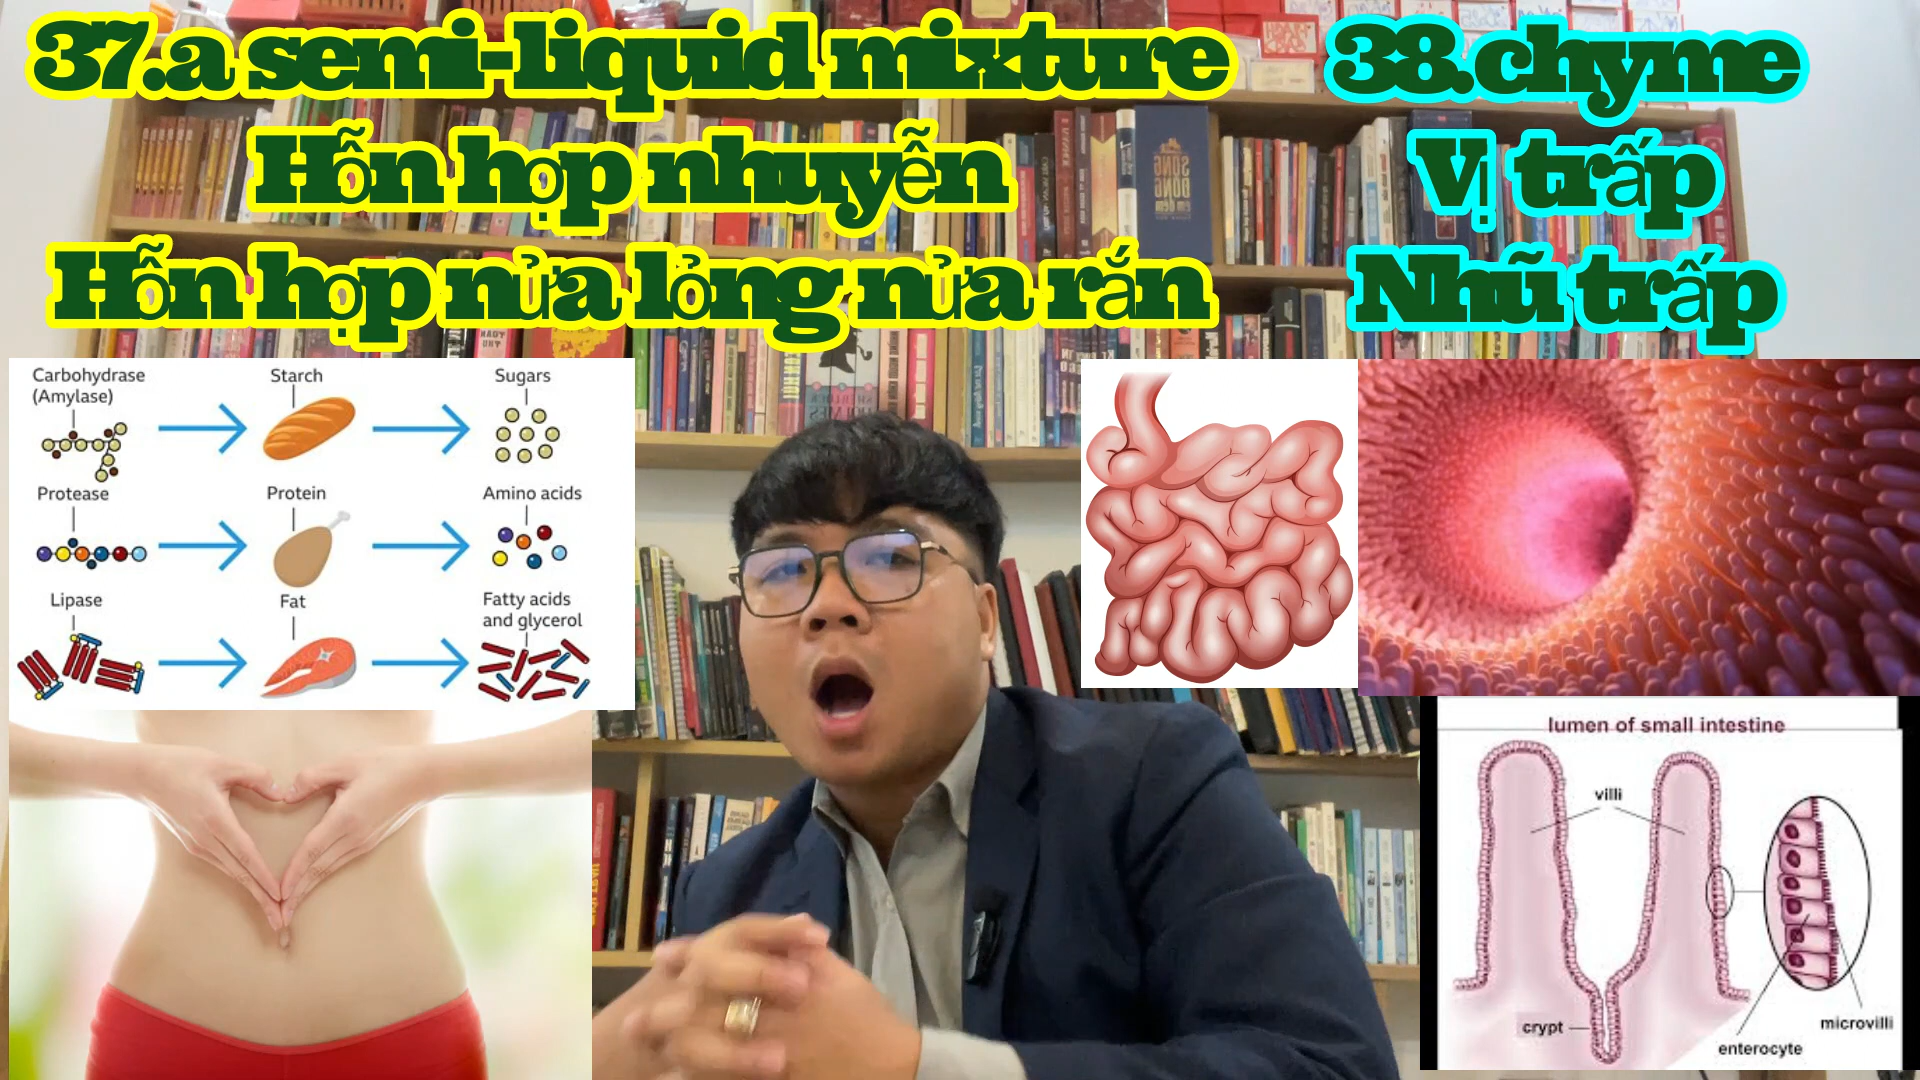 37.a semi-liquid mixture
Hỗn hợp nhuyễn
Hỗn hợp nửa lỏng nửa rắn
38.chyme
Vị trấp
Nhũ trấp
Carbohydrase
(Amylase)
Starch
Sugars
Protease
Protein
Amino acids
Lipase
Fat
Fatty acids
and glycerol
lumen of small intestine
villi
crypt
enterocyte
microvilli